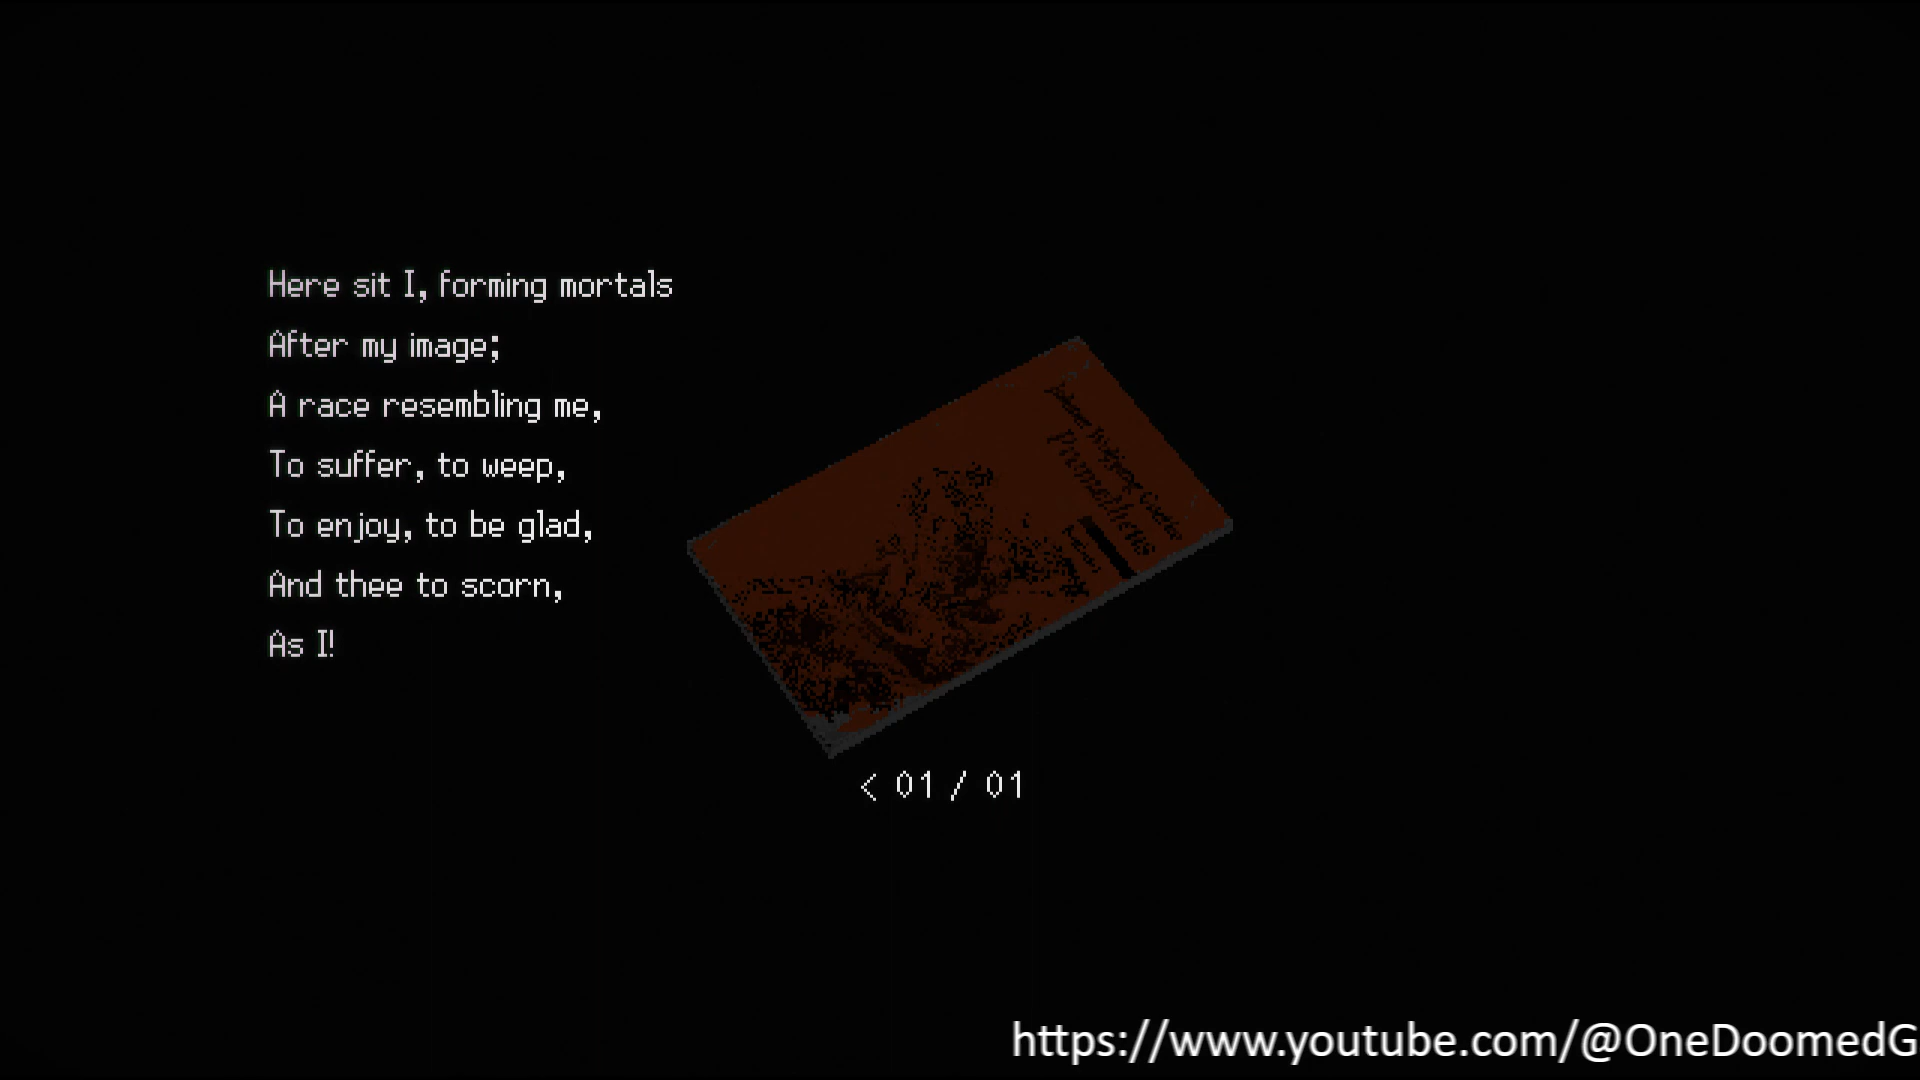 Here sit I, forming mortals
After my image;
A race resembling me,
To suffer, to weep,
To enjoy, to be glad,
And thee to scorn,
As I!
Prometheus
< 01 / 01
https://www.youtube.com/@OneDoomedG